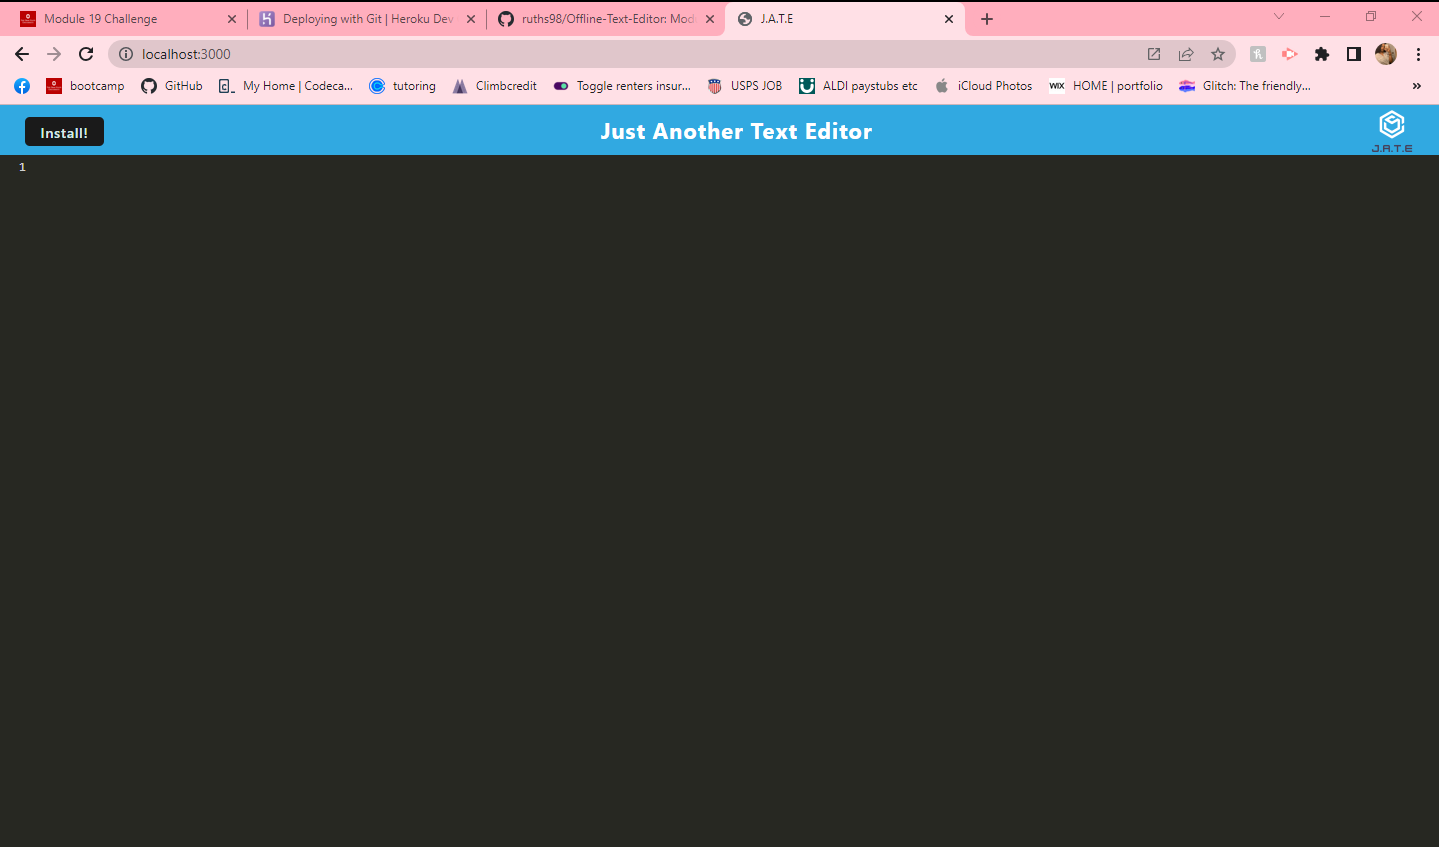 Module 19 Challenge
Deploying with Git | Heroku Dev
ruths98/Offline-Text-Editor: Mod
J.A.T.E
localhost:3000
bootcamp
GitHub
My Home | Codeca...
tutoring
Climbcredit
Toggle renters insur...
USPS JOB
ALDI paystubs etc
iCloud Photos
WIX
HOME | portfolio
Glitch: The friendly...
Install!
Just Another Text Editor
J.A.T.E
1